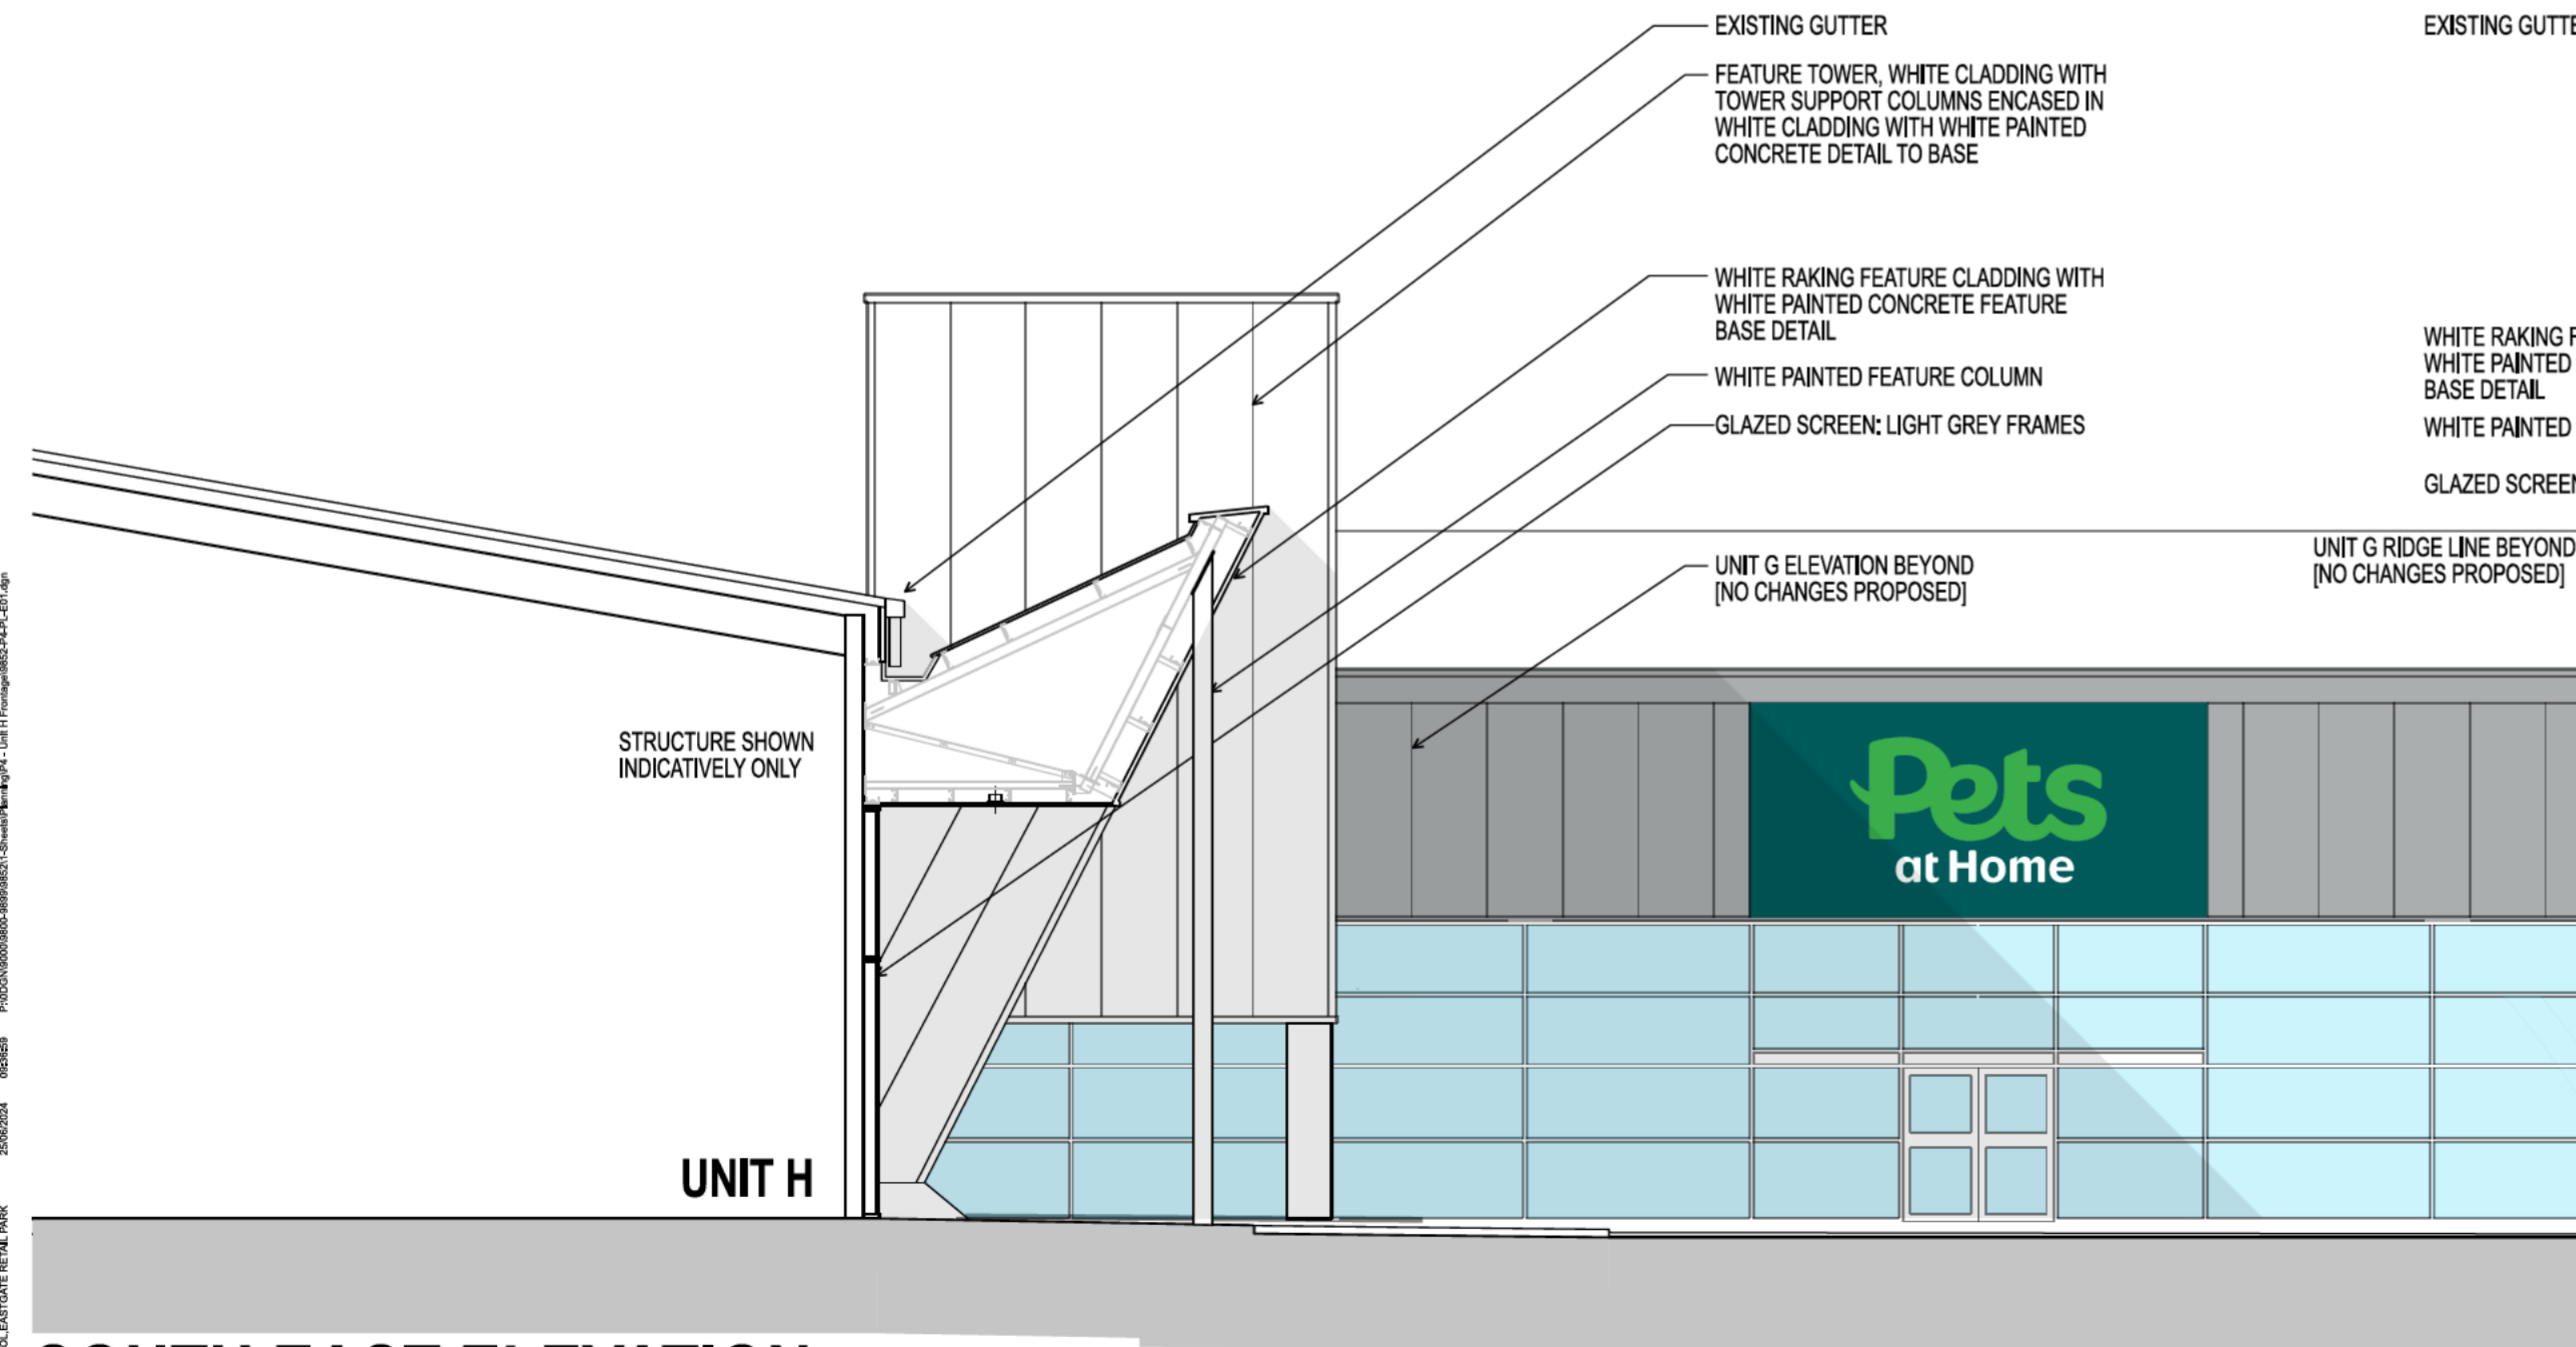 EXISTING GUTTER
FEATURE TOWER, WHITE CLADDING WITH
TOWER SUPPORT COLUMNS ENCASED IN
WHITE CLADDING WITH WHITE PAINTED
CONCRETE DETAIL TO BASE
WHITE RAKING FEATURE CLADDING WITH
WHITE PAINTED CONCRETE FEATURE
BASE DETAIL
WHITE PAINTED FEATURE COLUMN
GLAZED SCREEN: LIGHT GREY FRAMES
UNIT G ELEVATION BEYOND
[NO CHANGES PROPOSED]
EXISTING
WHITE RAKING
WHITE PAINTED
BASE DETAIL
WHITE PAINTED
GLAZED
UNIT G RIDGE LINE BEYOND
[NO CHANGES PROPOSED]
STRUCTURE SHOWN
INDICATIVELY ONLY
Pets
at Home
UNIT H
25/06/2024
EASTGATE RETAIL PARK